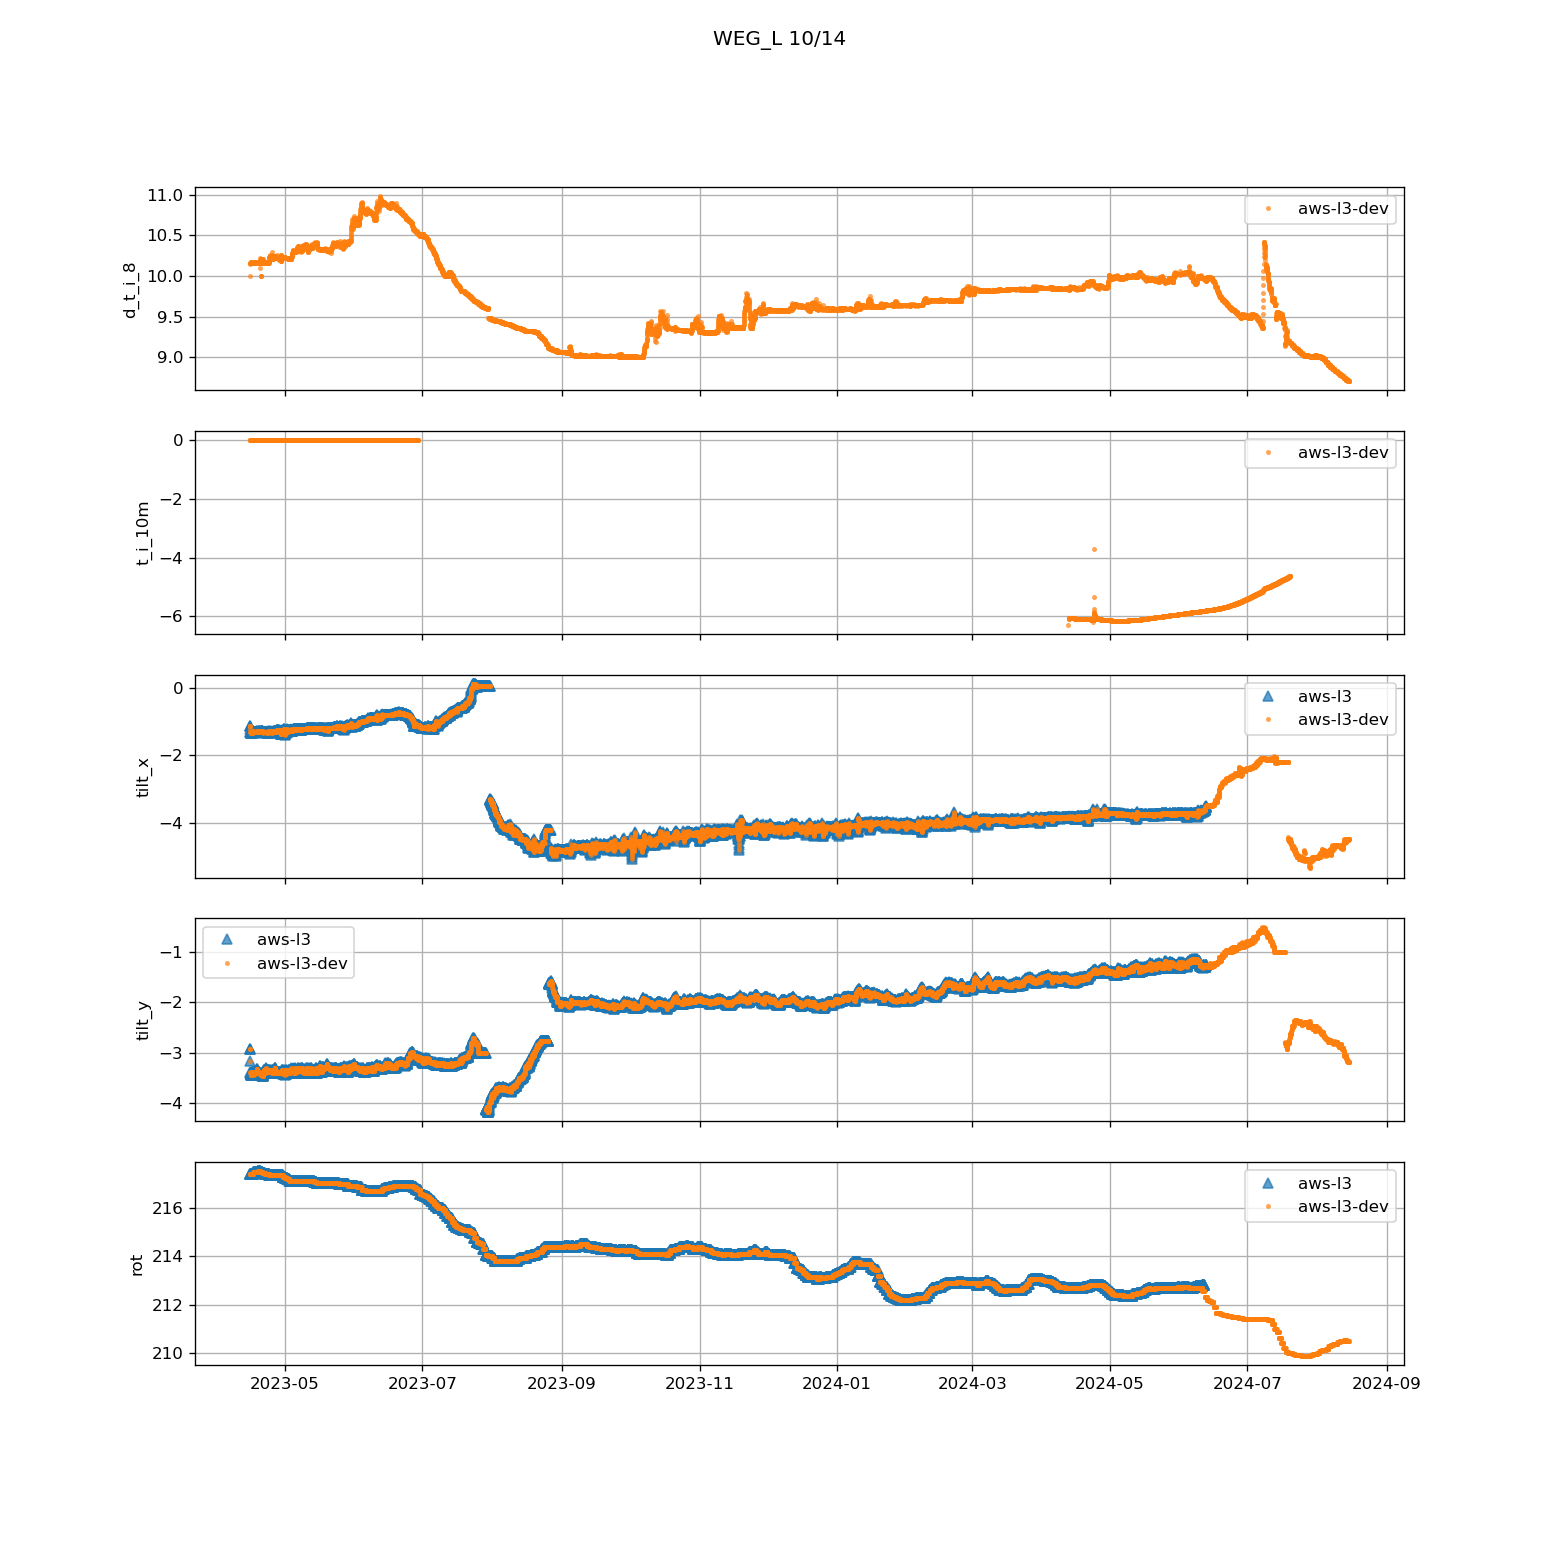 WEG_L 10/14
11.0
10.5
10.0
9.5
9.0
d_t_i_8
aws-l3-dev
0
−2
−4
−6
t_i_10m
aws-l3-dev
0
−2
−4
tilt_x
aws-l3
aws-l3-dev
−1
−2
−3
−4
tilt_y
aws-l3
aws-l3-dev
216
214
212
210
rot
aws-l3
aws-l3-dev
2023-05 2023-07 2023-09 2023-11 2024-01 2024-03 2024-05 2024-07 2024-09